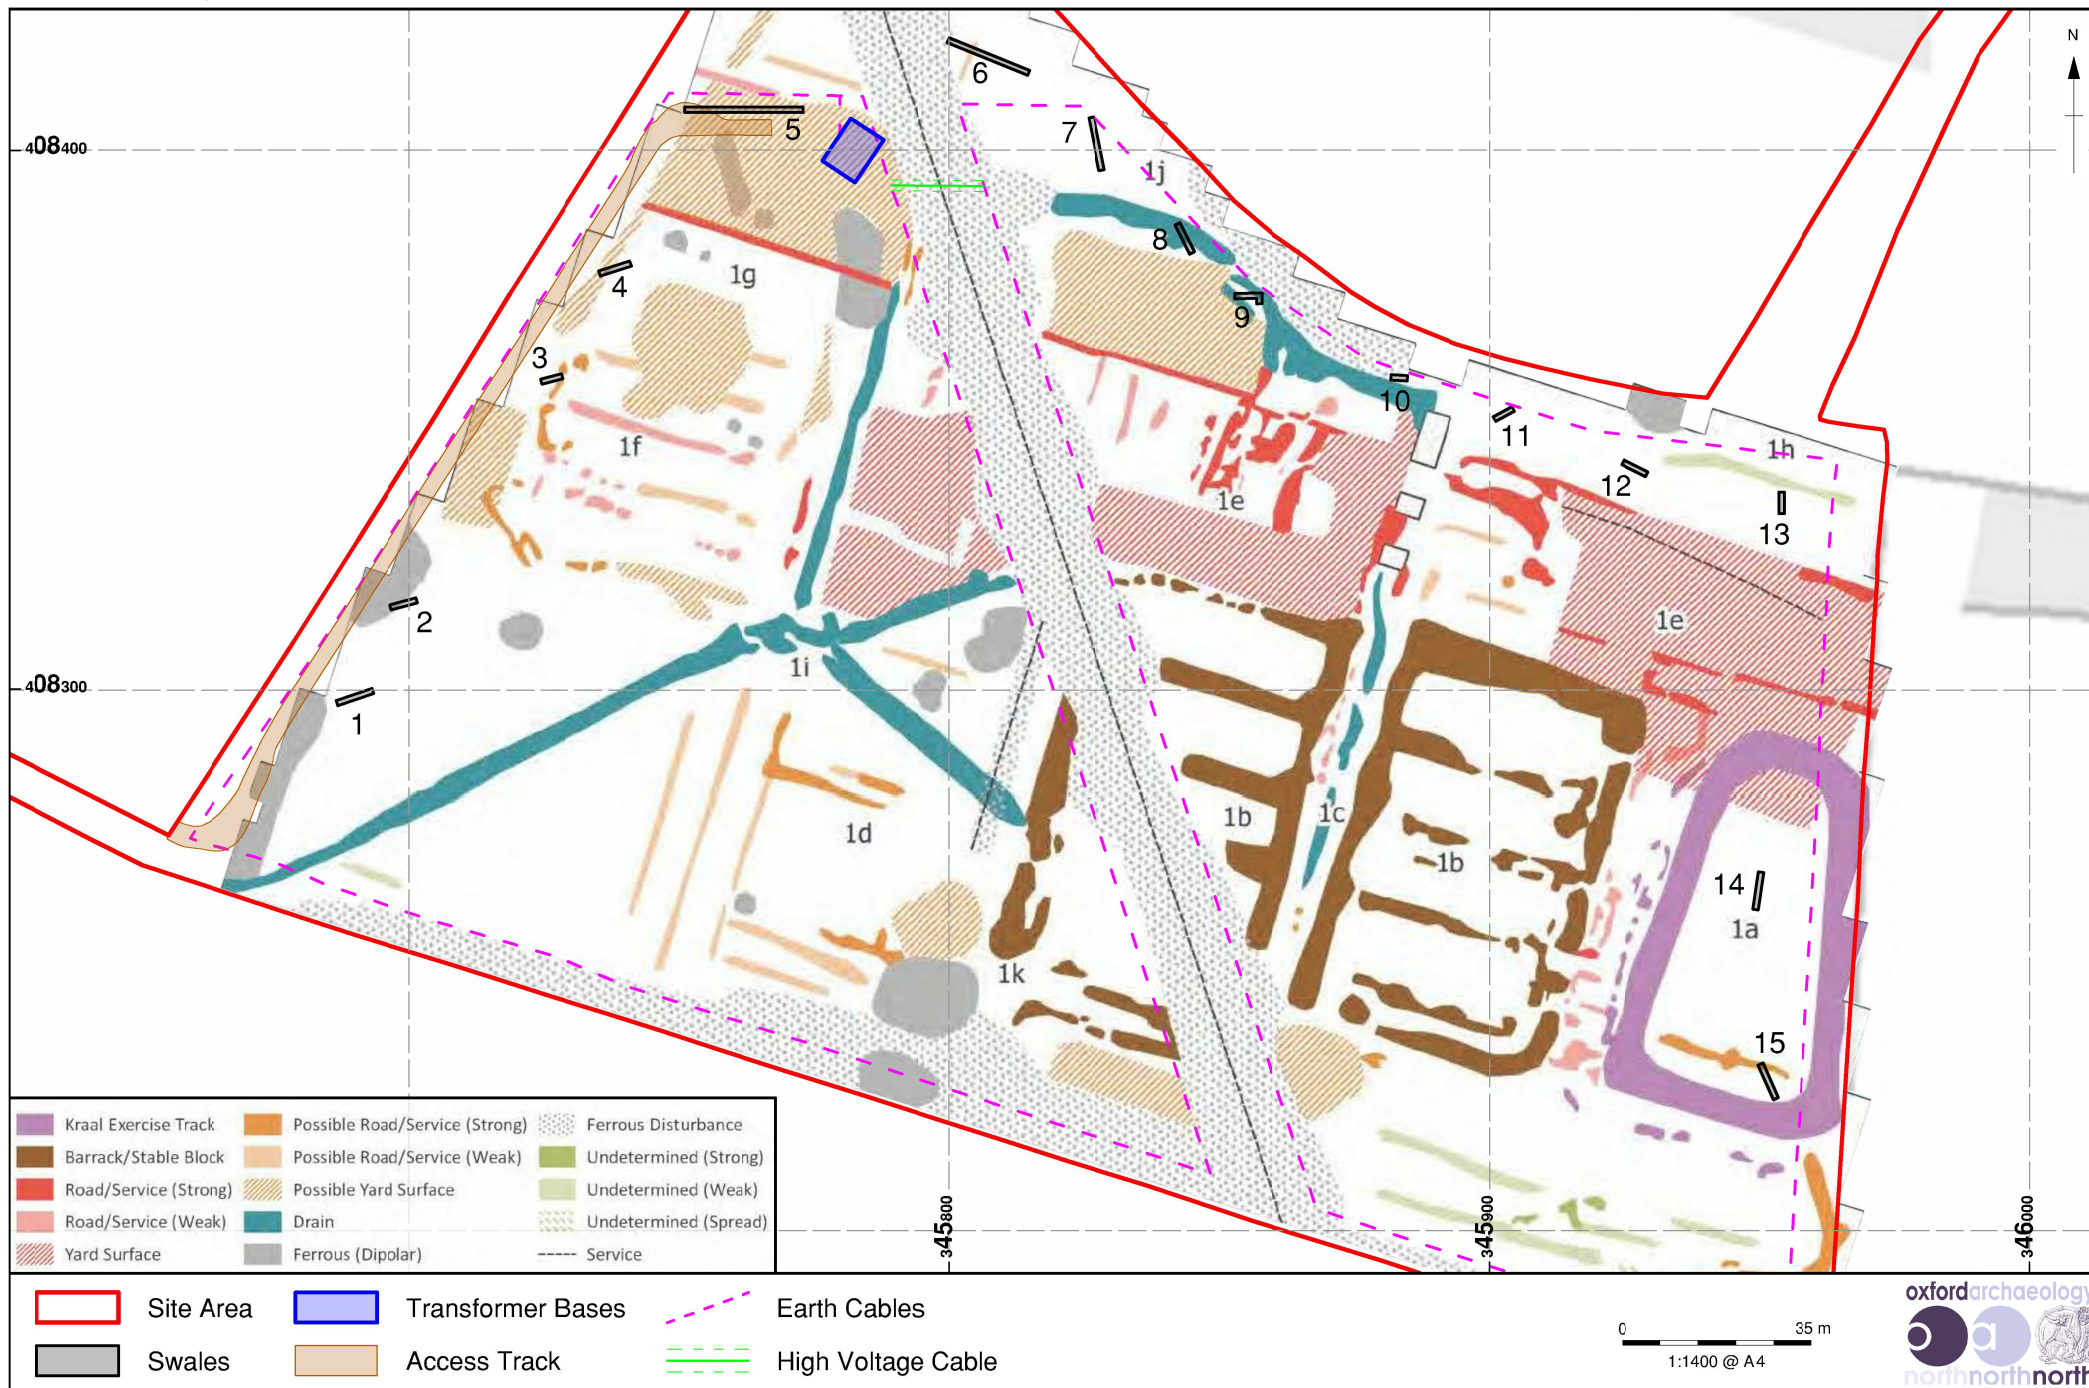 N
6
5
7
408400
1j
8
4
1g
9
3
10
11
1f
12
1h
1e
13
2
1e
1i
408300
1
1b
1c
1d
1b
14
1a
1k
15
Kraal Exercise Track
Possible Road/Service (Strong)
Ferrous Disturbance
Barrack/Stable Block
Possible Road/Service (Weak)
Undetermined (Strong)
Road/Service (Strong)
Possible Yard Surface
Undetermined (Weak)
Road/Service (Weak)
Drain
Undetermined (Spread)
Yard Surface
Ferrous (Dipolar)
Service
345800
345900
346000
Site Area
Transformer Bases
Earth Cables
Swales
Access Track
High Voltage Cable
0 35 m
1:1400 @ A4
oxfordarchaeology
oa
northnorthnorth